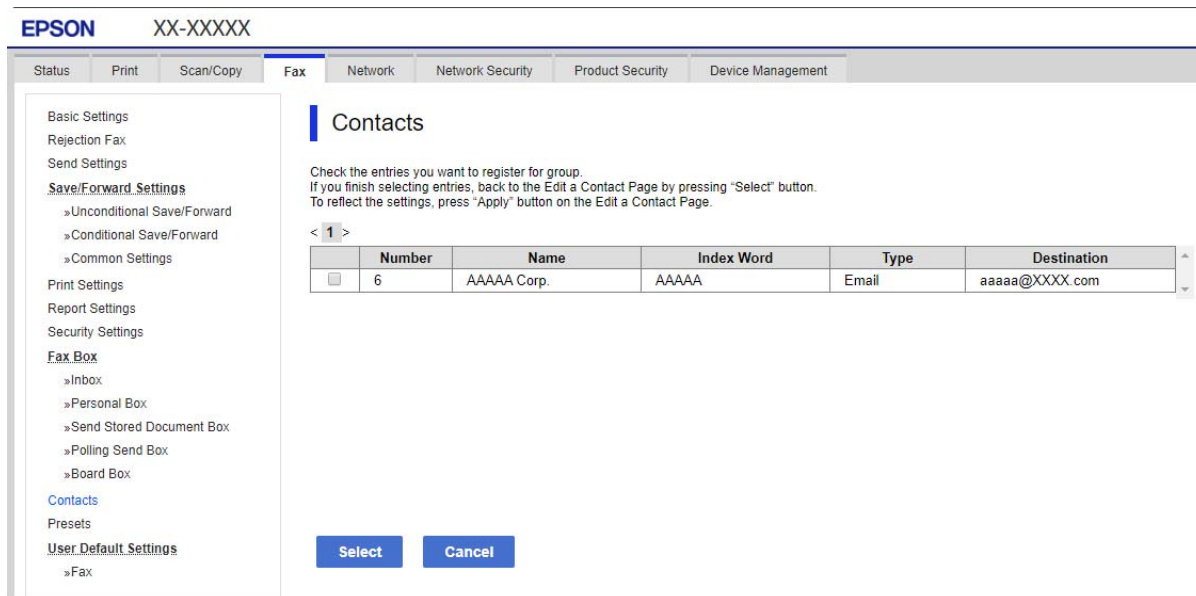 EPSON XX-XXXXX
Status Print Scan/Copy Fax Network Network Security Product Security Device Management
Basic Settings
Rejection Fax
Send Settings
Save/Forward Settings
»Unconditional Save/Forward
»Conditional Save/Forward
»Common Settings
Print Settings
Report Settings
Security Settings
Fax Box
»Inbox
»Personal Box
»Send Stored Document Box
»Polling Send Box
»Board Box
Contacts
Presets
User Default Settings
»Fax
Contacts
Check the entries you want to register for group.
If you finish selecting entries, back to the Edit a Contact Page by pressing “Select” button.
To reflect the settings, press “Apply” button on the Edit a Contact Page.
< 1 >
Number Name Index Word Type Destination
6 AAAAA Corp. AAAAA Email aaaaa@XXXX.com
Select Cancel